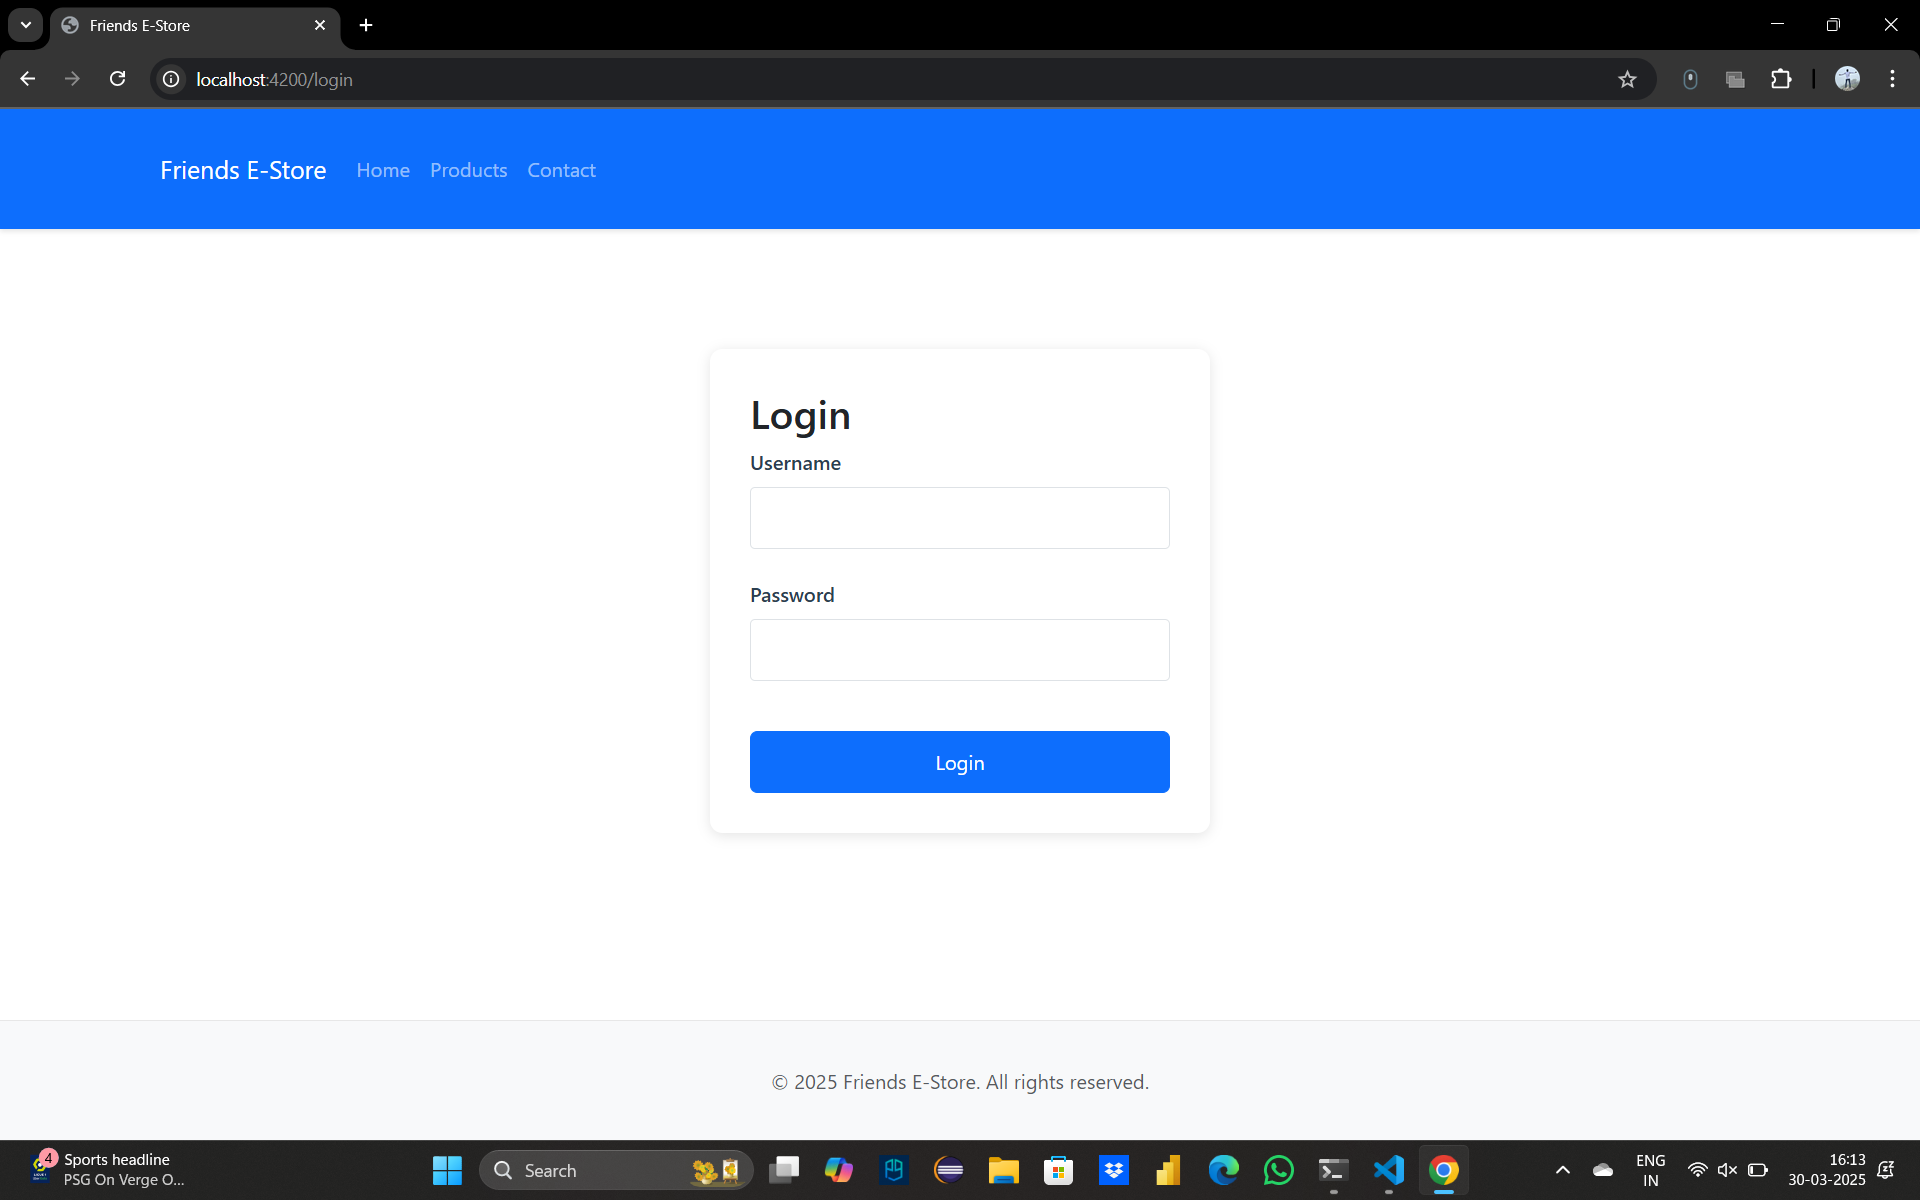 Friends E-Store
localhost:4200/login
Friends E-Store Home Products Contact
Login
Username
Password
Login
© 2025 Friends E-Store. All rights reserved.
4
Sports headline
PSG On Verge O...
Search
ENG
IN
16:13
30-03-2025